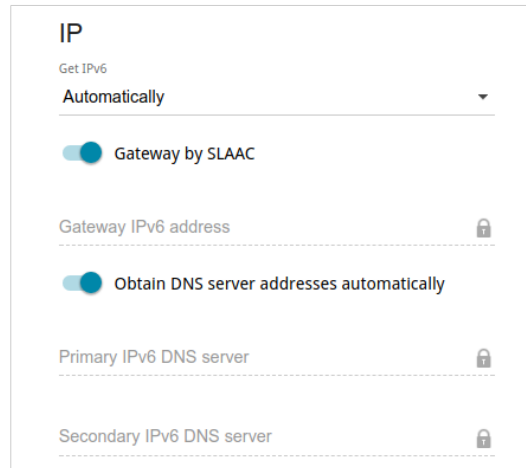 IP
Get IPv6
Automatically
Gateway by SLAAC
Gateway IPv6 address
Obtain DNS server addresses automatically
Primary IPv6 DNS server
Secondary IPv6 DNS server